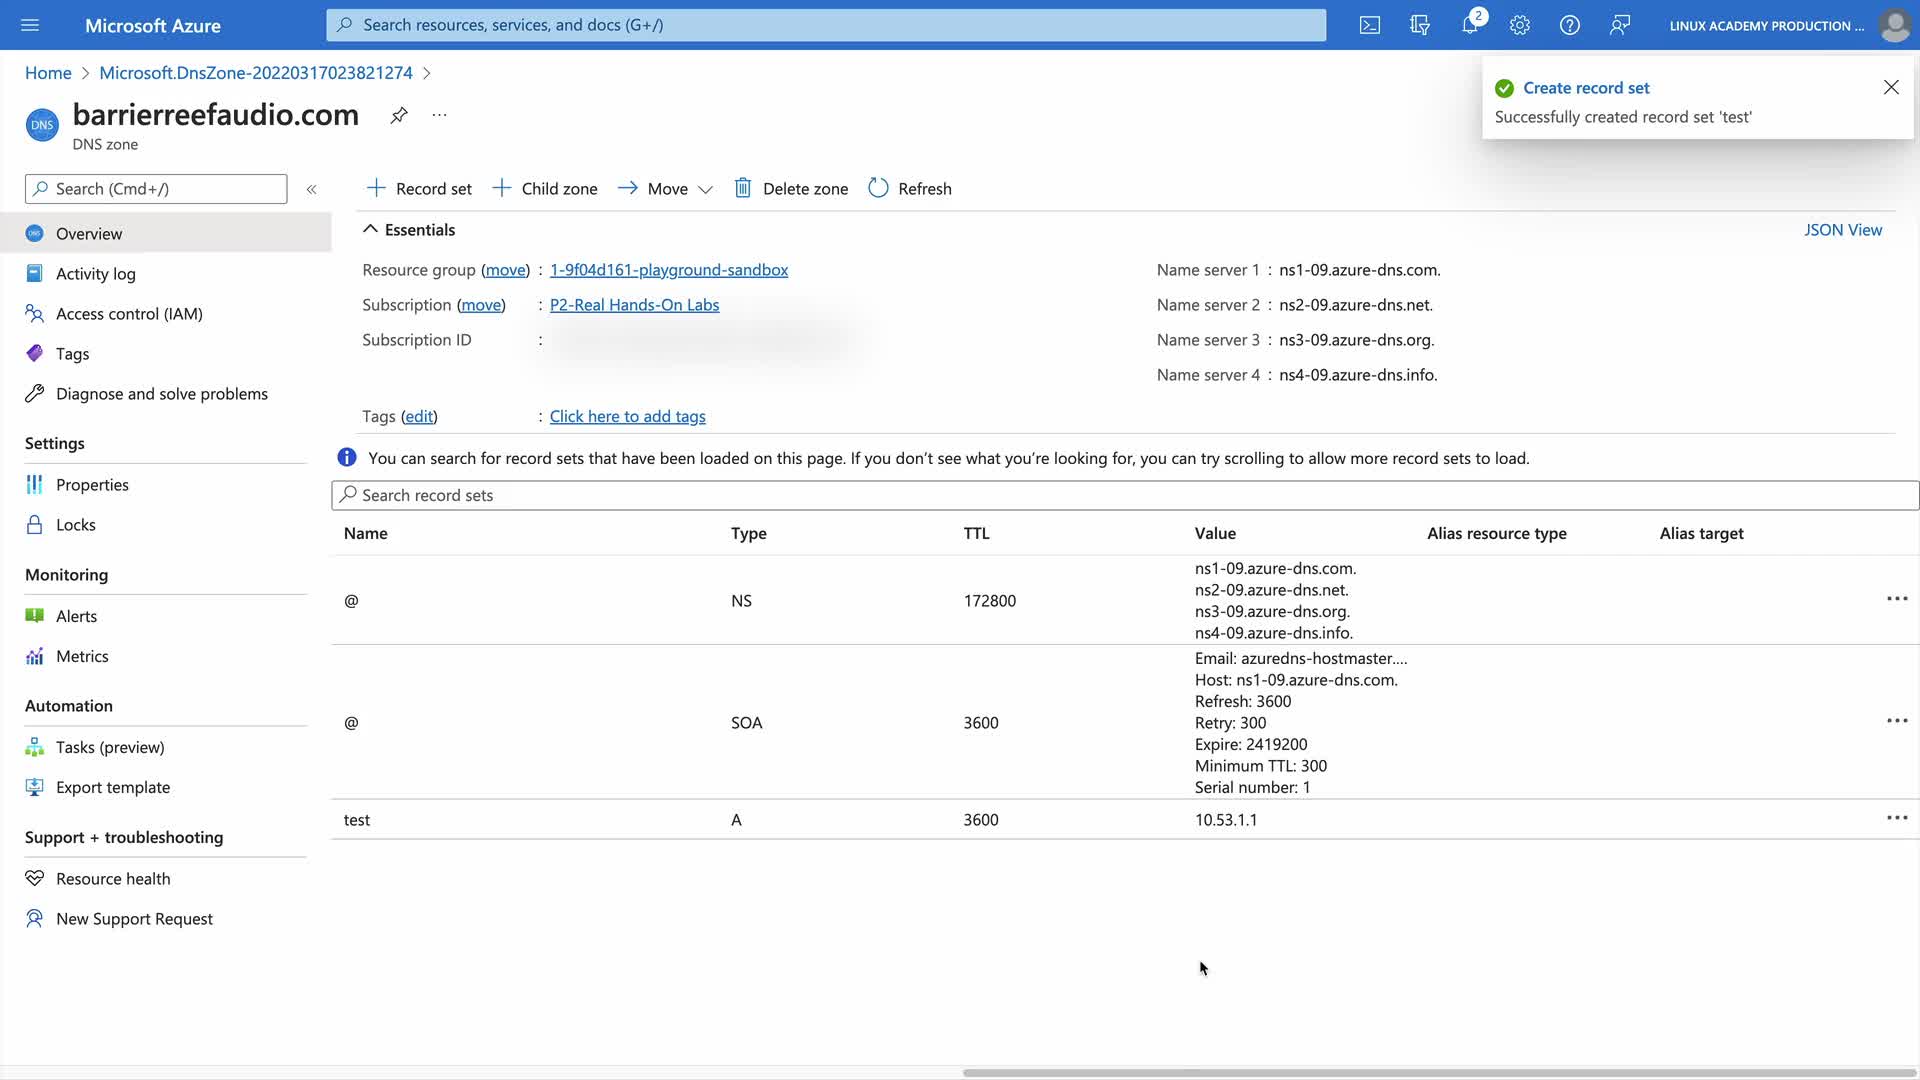 Microsoft Azure
Search resources, services, and docs (G+/)
2
LINUX ACADEMY PRODUCTION ...
Home > Microsoft.DnsZone-20220317023821274 >
DNS
barrierreefaudio.com
...
DNS zone
Create record set
Successfully created record set 'test'
Search (Cmd+/)
«
+ Record set
+ Child zone
Move
Delete zone
Refresh
DNS
Overview
Activity log
Access control (IAM)
Tags
Diagnose and solve problems
Settings
Properties
Locks
Monitoring
Alerts
Metrics
Automation
Tasks (preview)
Export template
Support + troubleshooting
Resource health
New Support Request
Essentials
JSON View
Resource group (move) : 1-9f04d161-playground-sandbox
Subscription (move) : P2-Real Hands-On Labs
Subscription ID :
Name server 1 : ns1-09.azure-dns.com.
Name server 2 : ns2-09.azure-dns.net.
Name server 3 : ns3-09.azure-dns.org.
Name server 4 : ns4-09.azure-dns.info.
Tags (edit) : Click here to add tags
You can search for record sets that have been loaded on this page. If you don’t see what you’re looking for, you can try scrolling to allow more record sets to load.
Search record sets
Name Type TTL Value Alias resource type Alias target
@ NS 172800
ns1-09.azure-dns.com.
ns2-09.azure-dns.net.
ns3-09.azure-dns.org.
ns4-09.azure-dns.info.
...
@ SOA 3600
Email: azuredns-hostmaster....
Host: ns1-09.azure-dns.com.
Refresh: 3600
Retry: 300
Expire: 2419200
Minimum TTL: 300
Serial number: 1
...
test A 3600 10.53.1.1 ...